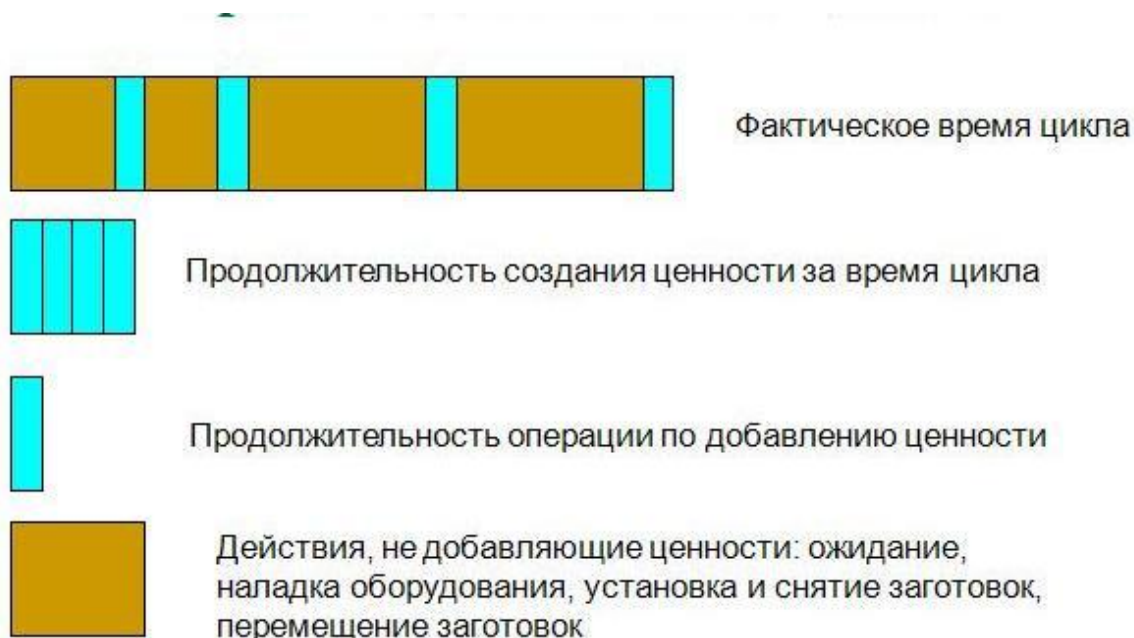 Фактическое время цикла
Продолжительность создания ценности за время цикла
Продолжительность операции по добавлению ценности
Действия, не добавляющие ценности: ожидание,
наладка оборудования, установка и снятие заготовок,
перемещение заготовок